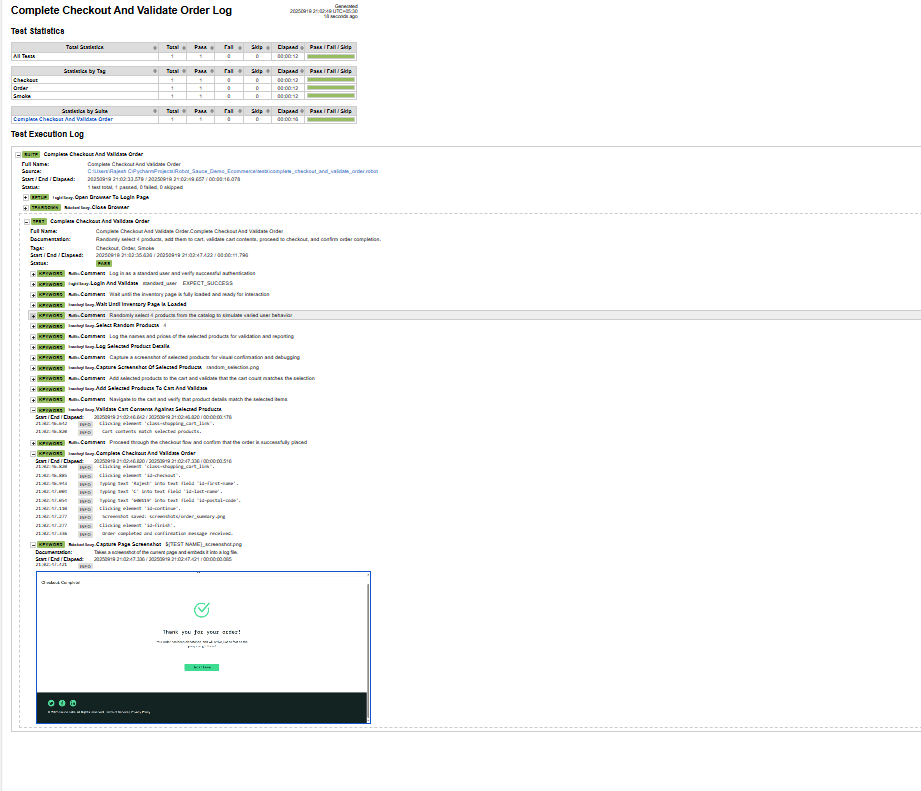 Complete Checkout And Validate Order Log
Generated
20250919 21:02:49 UTC+05:30
18 seconds ago
Test Statistics
Total Statistics Total Pass Fail Skip Elapsed Pass / Fail / Skip
All Tests 1 1 0 0 00:00:12
Statistics by Tag Total Pass Fail Skip Elapsed Pass / Fail / Skip
Checkout 1 1 0 0 00:00:12
Order 1 1 0 0 00:00:12
Smoke 1 1 0 0 00:00:12
Statistics by Suite Total Pass Fail Skip Elapsed Pass / Fail / Skip
Complete Checkout And Validate Order 1 1 0 0 00:00:16
Test Execution Log
SUITE Complete Checkout And Validate Order
Full Name: Complete Checkout And Validate Order
Source: C:\Users\Rajesh C\PycharmProjects\Robot_Sauce_Demo_Ecommerce\tests\complete_checkout_and_validate_order.robot
Start / End / Elapsed: 20250919 21:02:33.579 / 20250919 21:02:49.657 / 00:00:16.078
Status: 1 test total, 1 passed, 0 failed, 0 skipped
SETUP Open Browser To Login Page
TEARDOWN Close Browser
TEST Complete Checkout And Validate Order
Full Name: Complete Checkout And Validate Order.Complete Checkout And Validate Order
Documentation: Randomly select 4 products, add them to cart, validate cart contents, proceed to checkout, and confirm order completion.
Tags: Checkout, Order, Smoke
Start / End / Elapsed: 20250919 21:02:35.626 / 20250919 21:02:47.422 / 00:00:11.796
Status: PASS
KEYWORD BuiltIn.Comment Log in as a standard user and verify successful authentication
KEYWORD Login And Validate standard_user EXPECT_SUCCESS
KEYWORD BuiltIn.Comment Wait until the inventory page is fully loaded and ready for interaction
KEYWORD Wait Until Inventory Page Is Loaded
KEYWORD BuiltIn.Comment Randomly select 4 products from the catalog to simulate varied user behavior
KEYWORD Select Random Products 4
KEYWORD BuiltIn.Comment Log the names and prices of the selected products for validation and reporting
KEYWORD Log Selected Product Details
KEYWORD BuiltIn.Comment Capture a screenshot of selected products for visual confirmation and debugging
KEYWORD Capture Screenshot Of Selected Products random_selection.png
KEYWORD BuiltIn.Comment Add selected products to the cart and validate that the cart count matches the selection
KEYWORD Add Selected Products To Cart And Validate
KEYWORD BuiltIn.Comment Navigate to the cart and verify that product details match the selected items
KEYWORD Validate Cart Contents Against Selected Products
Start / End / Elapsed: 20250919 21:02:46.642 / 20250919 21:02:46.820 / 00:00:00.178
21:02:46.642 INFO Clicking element 'class=shopping_cart_link'.
21:02:46.820 INFO Cart contents match selected products.
KEYWORD BuiltIn.Comment Proceed through the checkout flow and confirm that the order is successfully placed
KEYWORD Complete Checkout And Validate Order
Start / End / Elapsed: 20250919 21:02:46.820 / 20250919 21:02:47.336 / 00:00:00.516
21:02:46.820 INFO Clicking element 'class=shopping_cart_link'.
21:02:46.885 INFO Clicking element 'id=checkout'.
21:02:46.943 INFO Typing text 'Rajesh' into text field 'id=first-name'.
21:02:47.004 INFO Typing text 'C' into text field 'id=last-name'.
21:02:47.054 INFO Typing text '600119' into text field 'id=postal-code'.
21:02:47.110 INFO Clicking element 'id=continue'.
21:02:47.277 INFO Screenshot saved: screenshots/order_summary.png
21:02:47.277 INFO Clicking element 'id=finish'.
21:02:47.336 INFO Order completed and confirmation message received.
KEYWORD Capture Page Screenshot ${TEST NAME}_screenshot.png
Documentation: Takes a screenshot of the current page and embeds it into a log file.
Start / End / Elapsed: 20250919 21:02:47.336 / 20250919 21:02:47.421 / 00:00:00.085
21:02:47.421 INFO
Checkout: Complete!
Thank you for your order!